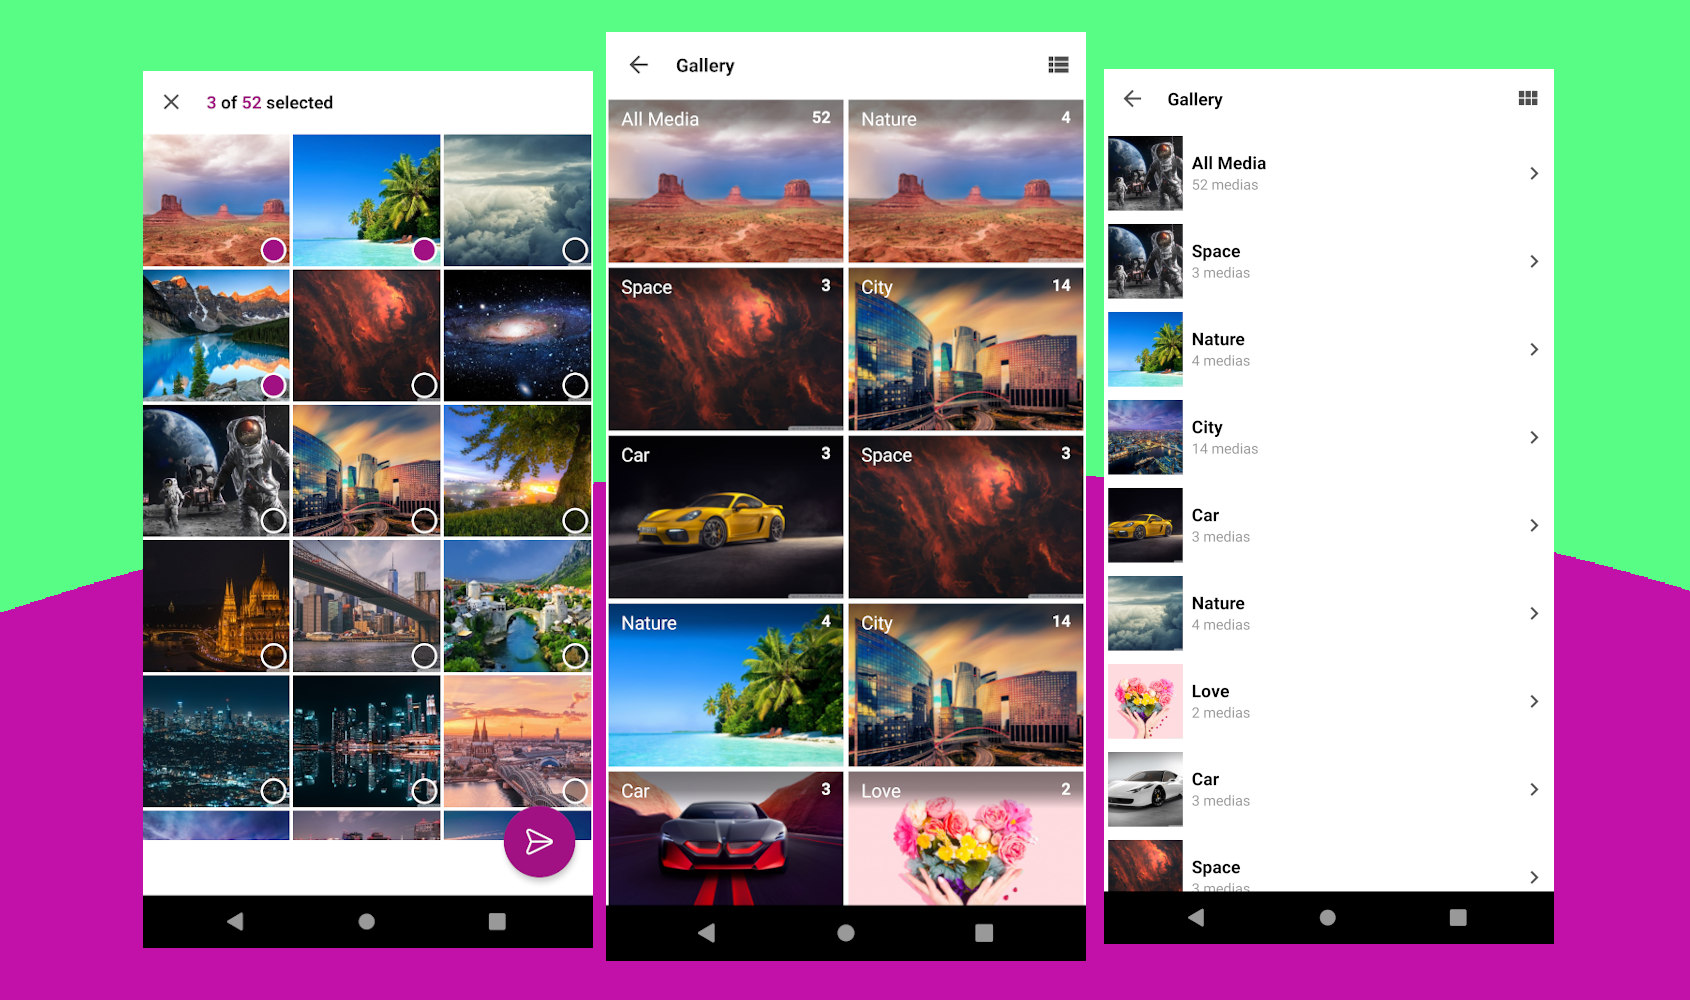 3 of 52 selected
Gallery
All Media 52
Nature 4
Space 3
City 14
Car 3
Space 3
Nature 4
City 14
Car 3
Love 2
Gallery
All Media
52 medias
Space
3 medias
Nature
4 medias
City
14 medias
Car
3 medias
Nature
4 medias
Love
2 medias
Car
3 medias
Space
3 medias